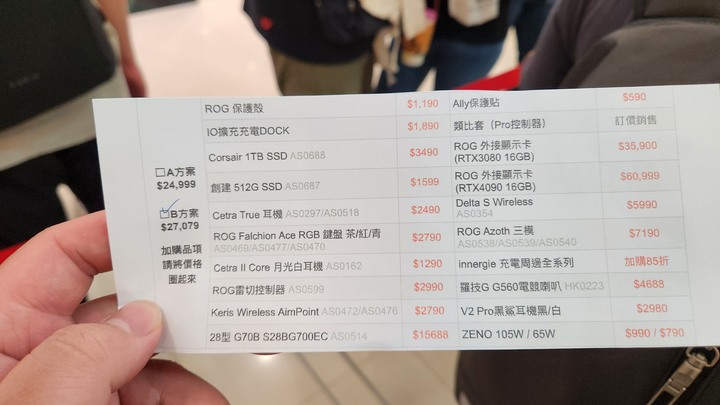 □A方案
$24,999
☑B方案
$27,079
加購品項
請將價格
圈起來
ROG 保護殼 $1,190 Ally保護貼 $590
IO擴充充電DOCK $1,890 類比套（Pro控制器） 訂價銷售
Corsair 1TB SSD AS0688 $3490 ROG 外接顯示卡
(RTX3080 16GB) $35,900
創建 512G SSD AS0687 $1599 ROG 外接顯示卡
(RTX4090 16GB) $60,999
Cetra True 耳機 AS0297/AS0518 $2490 Delta S Wireless
AS0354 $5990
ROG Falchion Ace RGB 鍵盤 茶/紅/青
AS0469/AS0477/AS0470 $2790 ROG Azoth 三模
AS0538/AS0539/AS0540 $7190
Cetra II Core 月光白耳機 AS0162 $1290 innergie 充電周邊全系列 加購85折
ROG雷切控制器 AS0599 $2990 羅技G G560電競喇叭 HK0223 $4688
Keris Wireless AimPoint AS0472/AS0476 $2790 V2 Pro黑鯊耳機黑/白 $2980
28型 G70B S28BG700EC AS0514 $15688 ZENO 105W / 65W $990 / $790